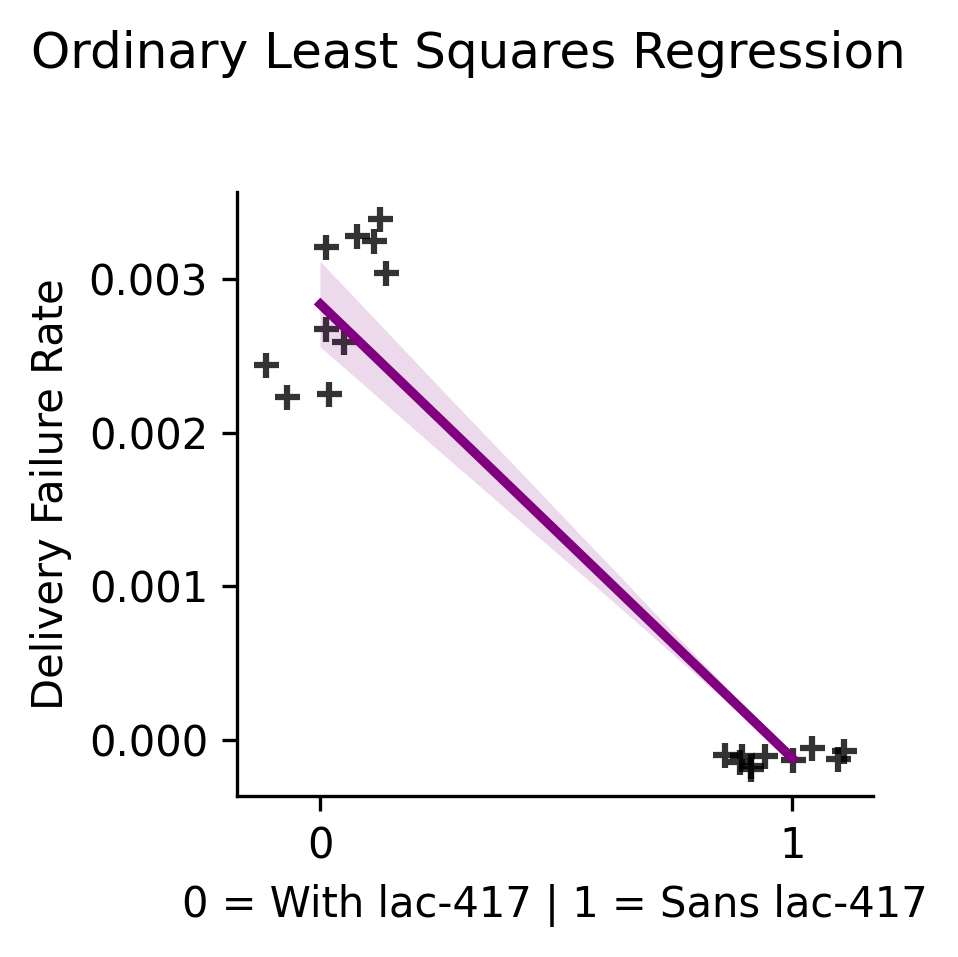 Ordinary Least Squares Regression
Delivery Failure Rate
0.003
0.002
0.001
0.000
0 1
0 = With lac-417 | 1 = Sans lac-417